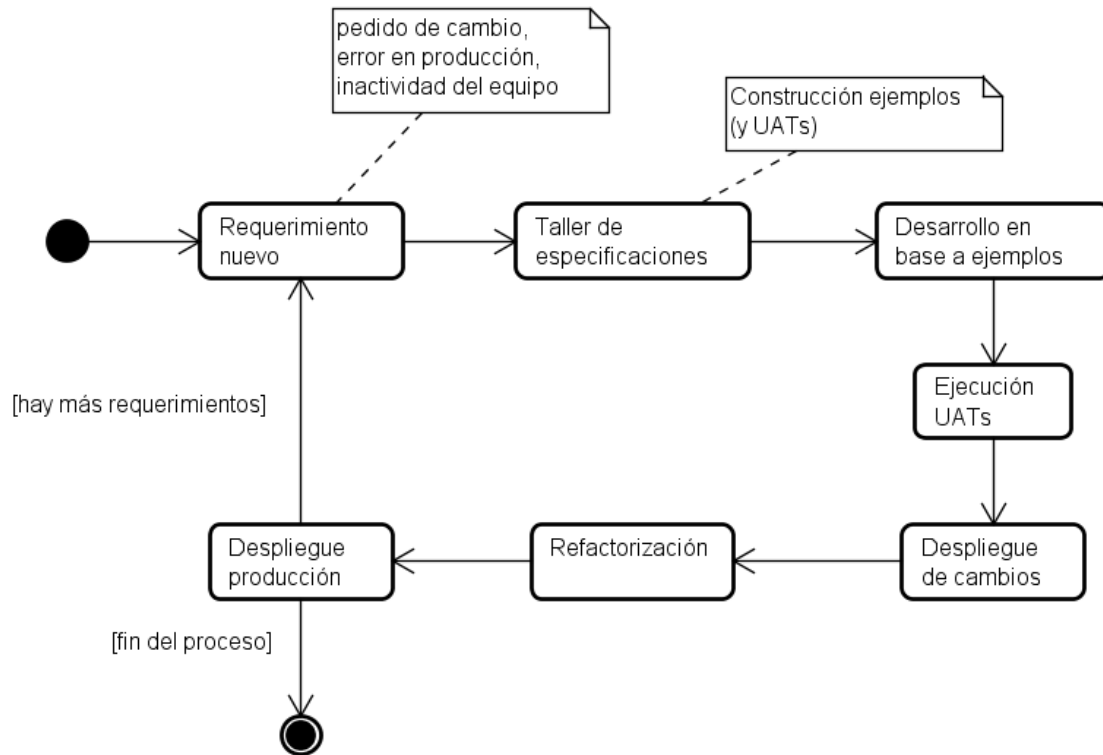 pedido de cambio,
error en producción,
inactividad del equipo
Construcción ejemplos
(y UATs)
Requerimiento
nuevo
Taller de
especificaciones
Desarrollo en
base a ejemplos
Ejecución
UATs
[hay más requerimientos]
Despliegue
producción
Refactorización
Despliegue
de cambios
[fin del proceso]